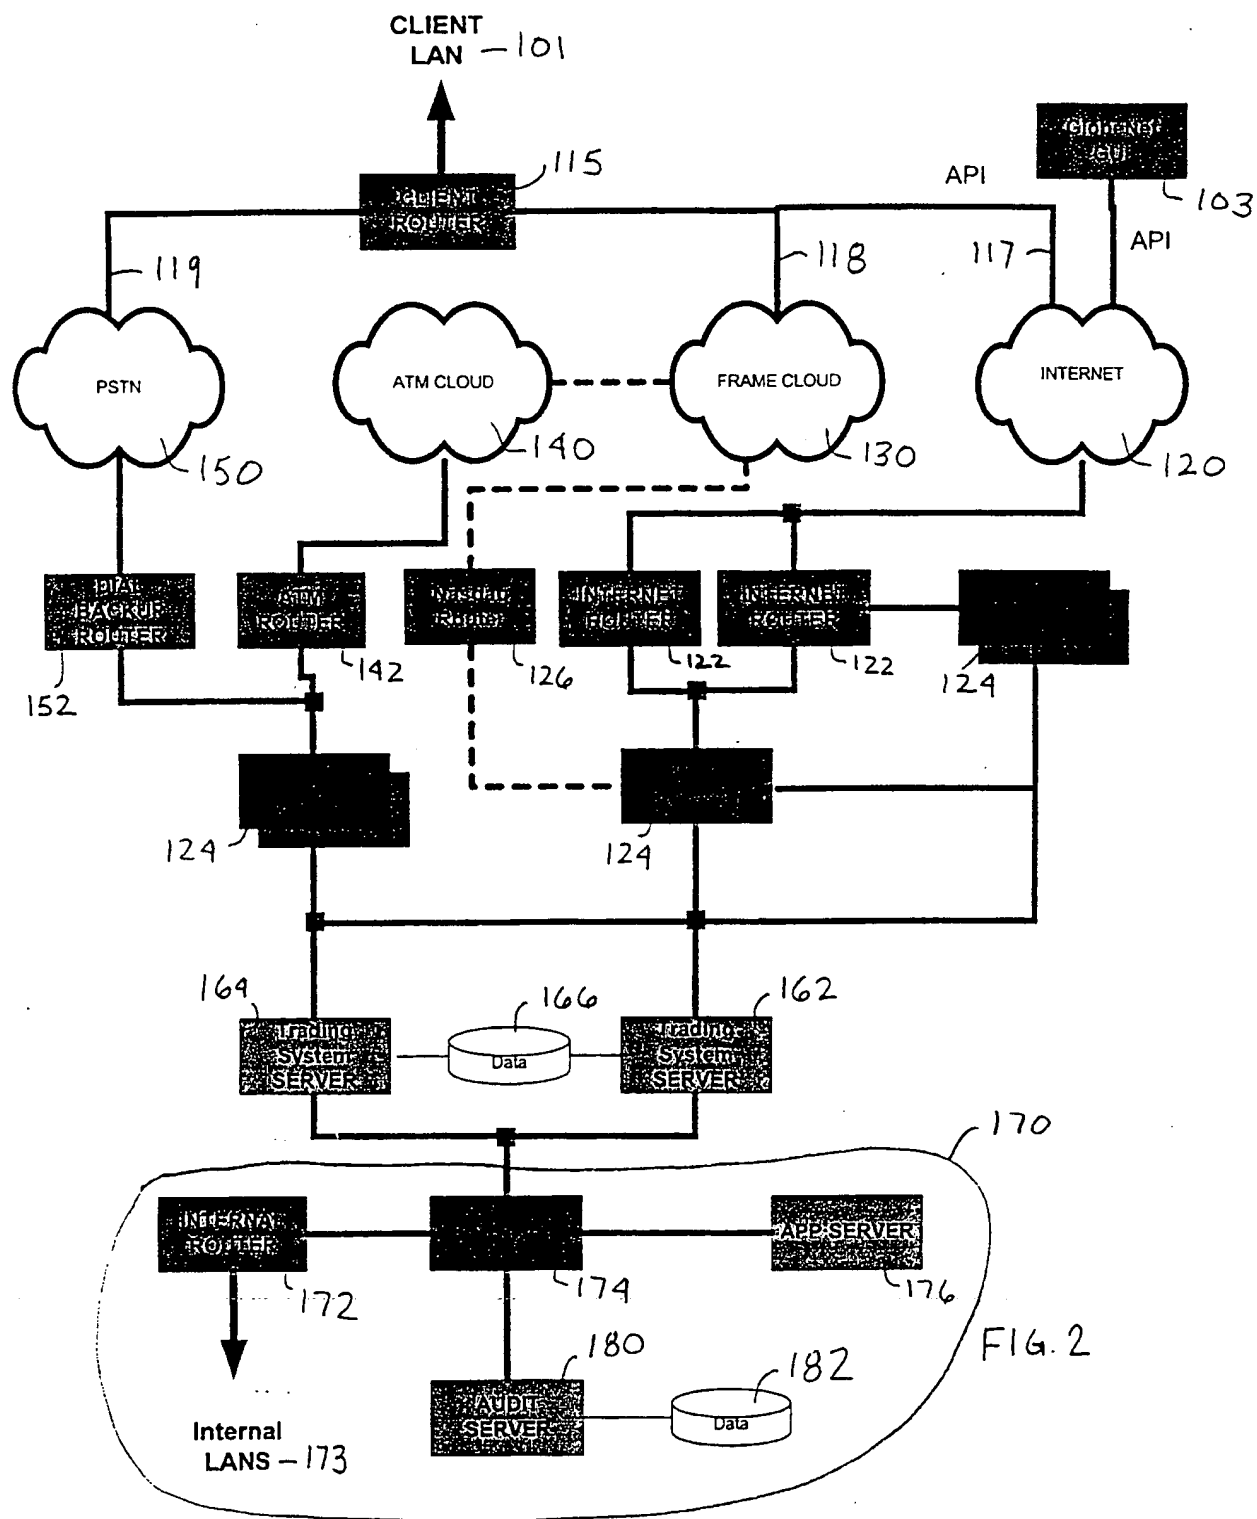 CLIENT
LAN - 101
GlobeNet
GUI
103
API
API
CLIENT
ROUTER
115
119
118
117
PSTN
ATM CLOUD
FRAME CLOUD
INTERNET
150
140
130
120
DIAL
BACKUP
ROUTER
ATM
ROUTER
Nasdaq
Router
INTERNET
ROUTER
INTERNET
ROUTER
152
142
126
122
122
124
124
124
164
166
162
Trading
System
SERVER
Data
Trading
System
SERVER
170
INTERNAL
ROUTER
APP SERVER
172
174
176
FIG. 2
180
182
AUDIT
SERVER
Data
Internal
LANS - 173